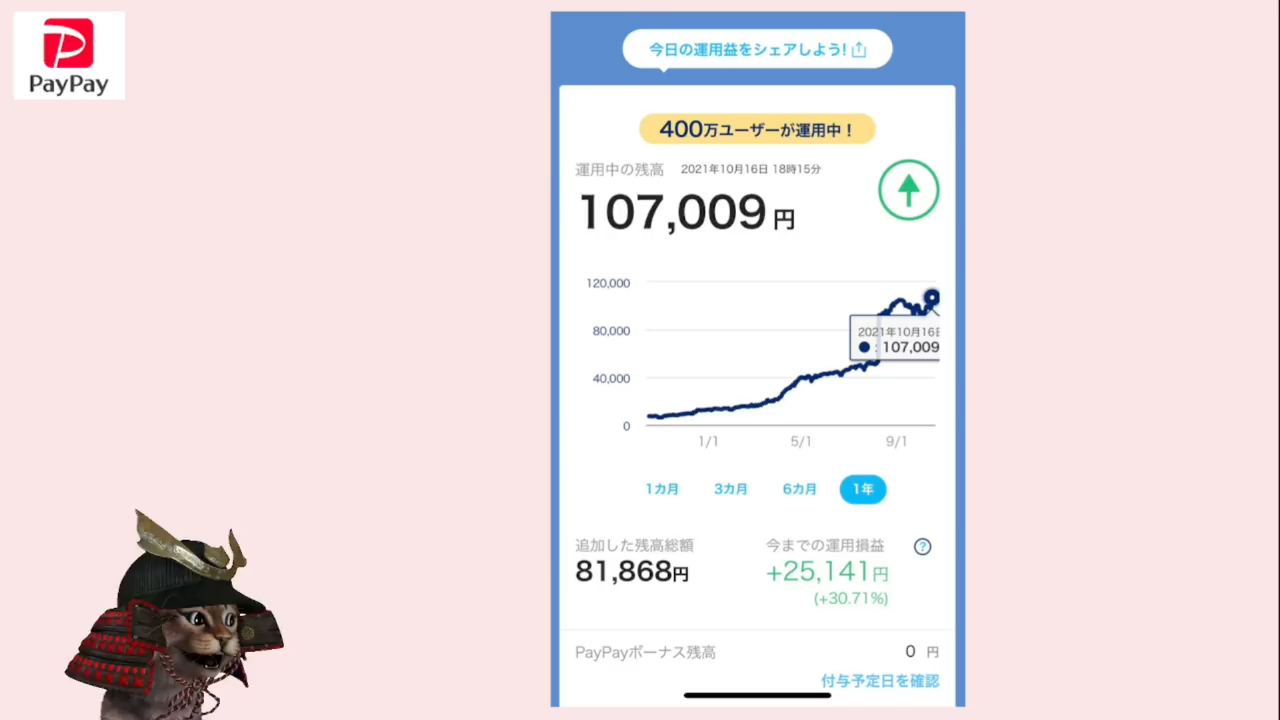 PayPay
今日の運用益をシェアしよう!
400万ユーザーが運用中！
運用中の残高 2021年10月16日 18時15分
107,009円
120,000
80,000
40,000
0
2021年10月16日
: 107,009
1/1 5/1 9/1
1カ月 3カ月 6カ月 1年
追加した残高総額 今までの運用損益 ?
81,868円 +25,141円
(+30.71%)
PayPayボーナス残高 0 円
付与予定日を確認